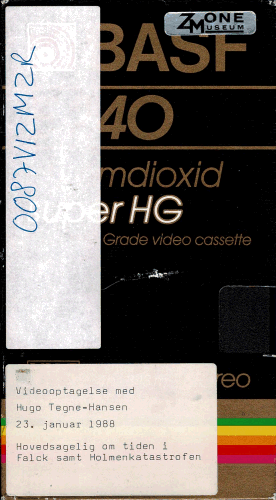 BASF
ZM ONE
MUSEUM
40
mdioxid
uper HG
Grade video cassette
0087VIZMZR
reo
Videooptagelse med
Hugo Tegne-Hansen
23. januar 1988
Hovedsagelig om tiden i
Falck samt Holmenkatastrofen